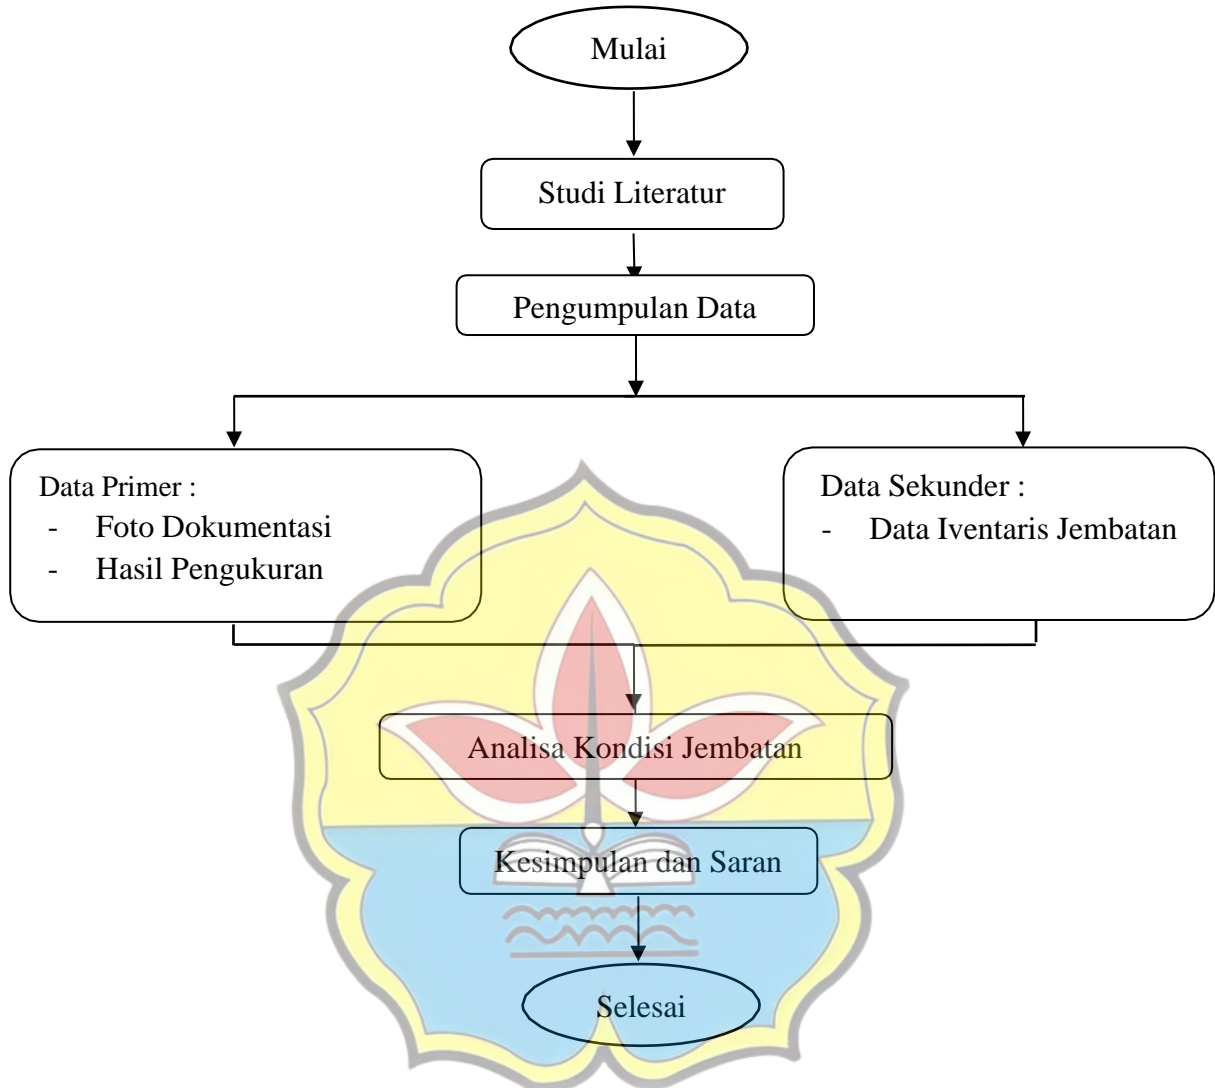 Mulai
Studi Literatur
Pengumpulan Data
Data Primer :
- Foto Dokumentasi
- Hasil Pengukuran
Data Sekunder :
- Data Iventaris Jembatan
Analisa Kondisi Jembatan
Kesimpulan dan Saran
Selesai